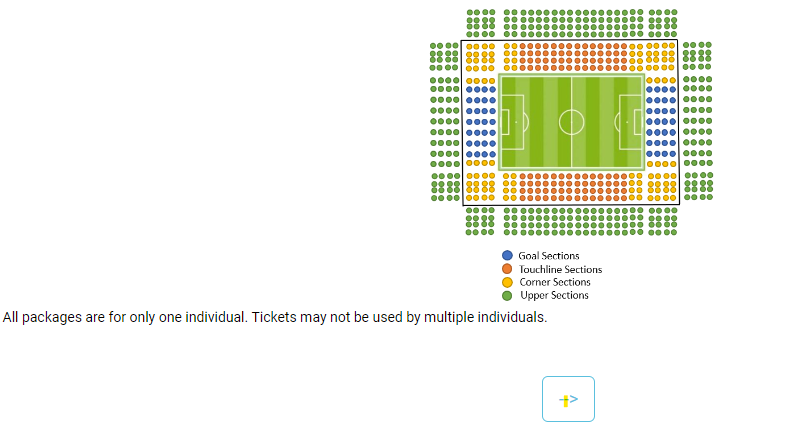 Goal Sections
Touchline Sections
Corner Sections
Upper Sections
All packages are for only one individual. Tickets may not be used by multiple individuals.